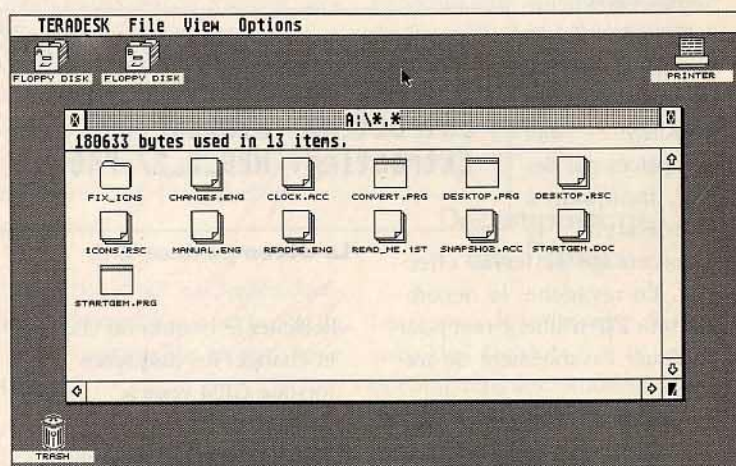 TERADESK File View Options
FLOPPY DISK FLOPPY DISK PRINTER
A:\*.*
180633 bytes used in 13 items.
FIX_ICNS CHANGES.ENG CLOCK.ACC CONVERT.PRG DESKTOP.PRG DESKTOP.RSC
ICONS.RSC MANUAL.ENG README.ENG READ_ME.1ST SNAPSHO2.ACC STARTGEM.DOC
STARTGEM.PRG
TRASH